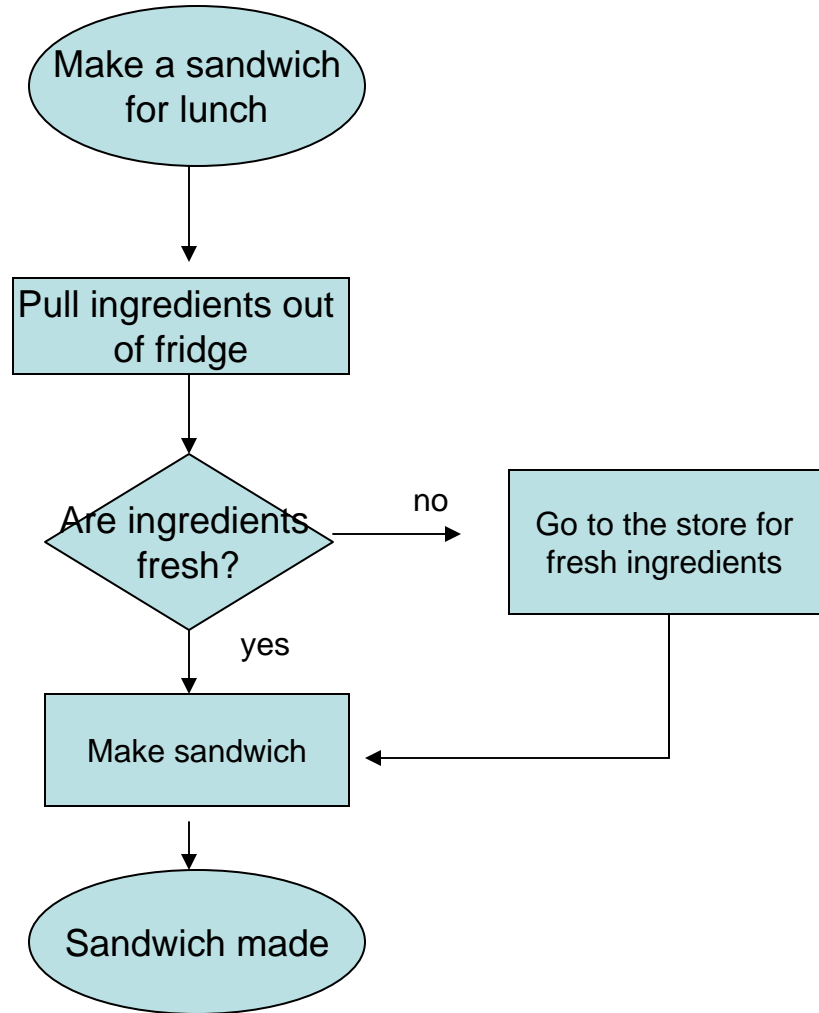 Make a sandwich
for lunch
Pull ingredients out
of fridge
Are ingredients
fresh?
no
Go to the store for
fresh ingredients
yes
Make sandwich
Sandwich made